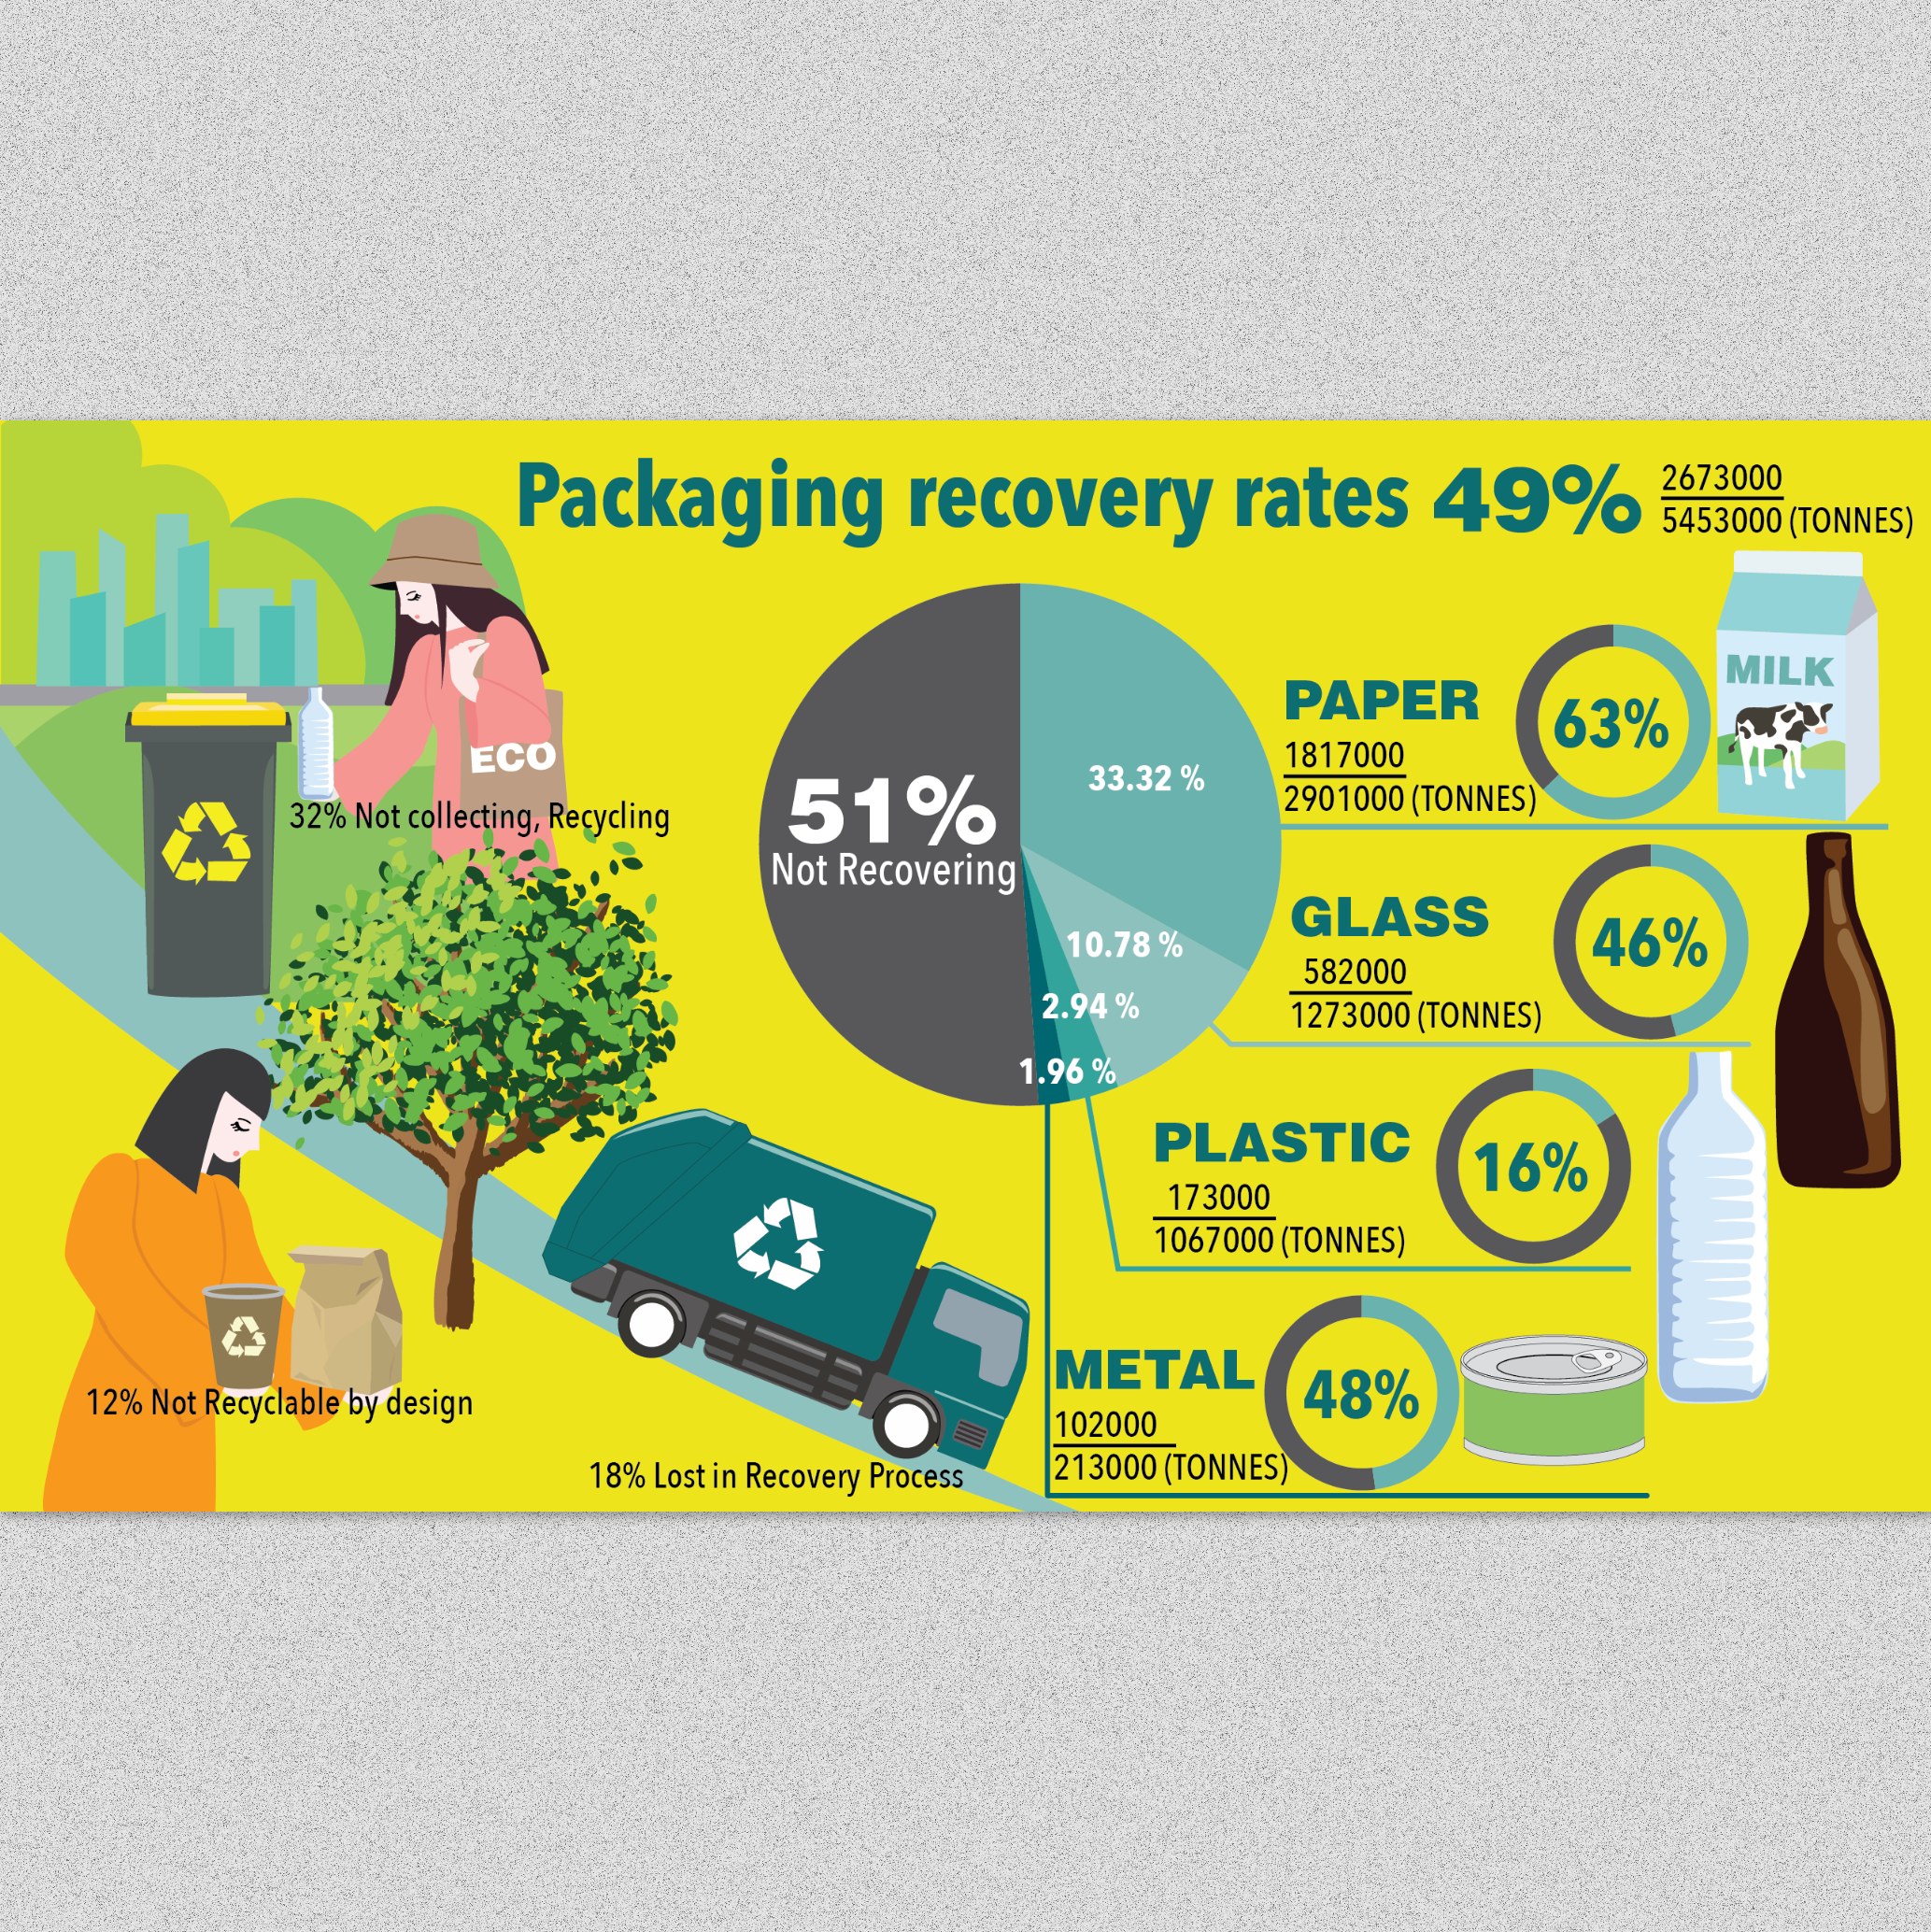 Packaging recovery rates 49%
2673000
5453000 (TONNES)
MILK
PAPER
1817000
2901000 (TONNES)
63%
ECO
32% Not collecting, Recycling
51%
Not Recovering
33.32 %
10.78 %
2.94 %
1.96 %
GLASS
582000
1273000 (TONNES)
46%
PLASTIC
173000
1067000 (TONNES)
16%
METAL
102000
213000 (TONNES)
48%
12% Not Recyclable by design
18% Lost in Recovery Process